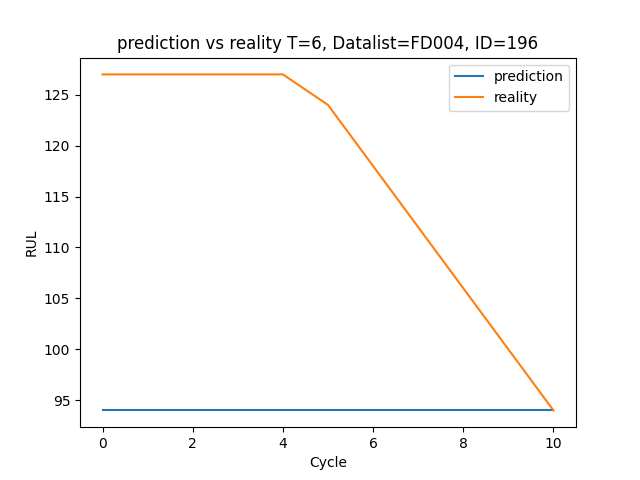 prediction vs reality T=6, Datalist=FD004, ID=196
prediction
reality
RUL
125
120
115
110
105
100
95
0 2 4 6 8 10
Cycle